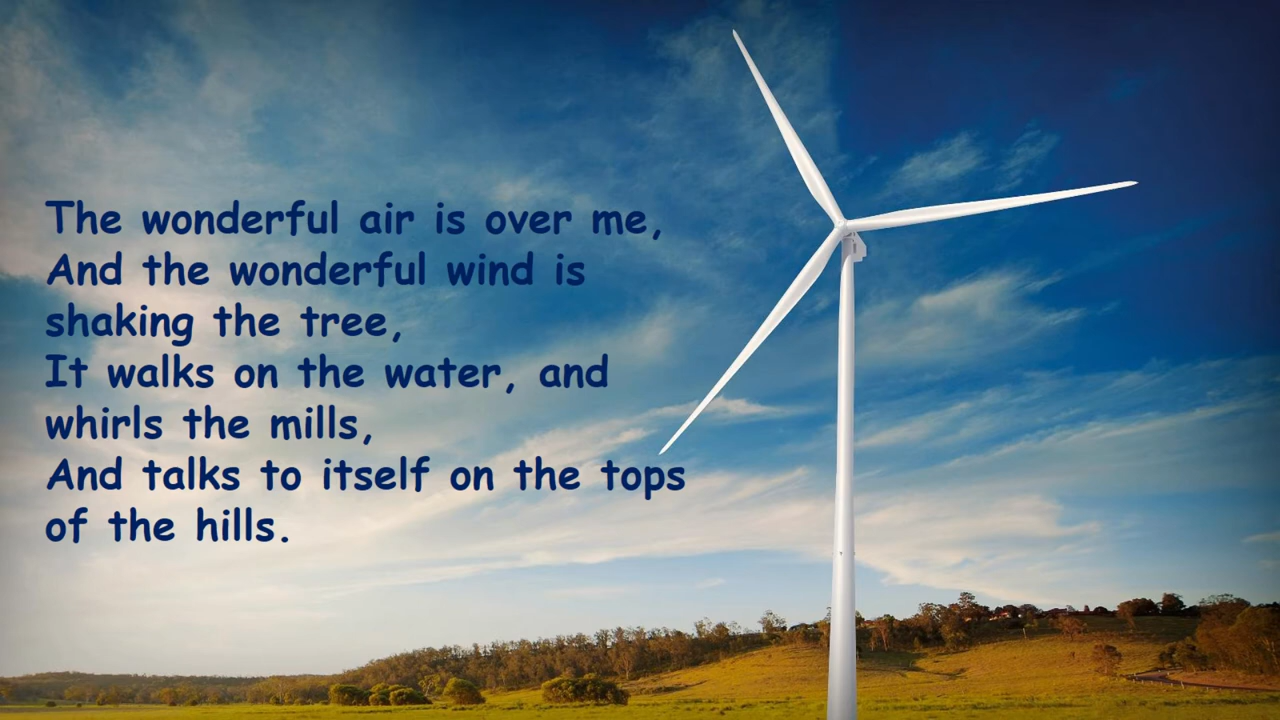 The wonderful air is over me,
And the wonderful wind is
shaking the tree,
It walks on the water, and
whirls the mills,
And talks to itself on the tops
of the hills.